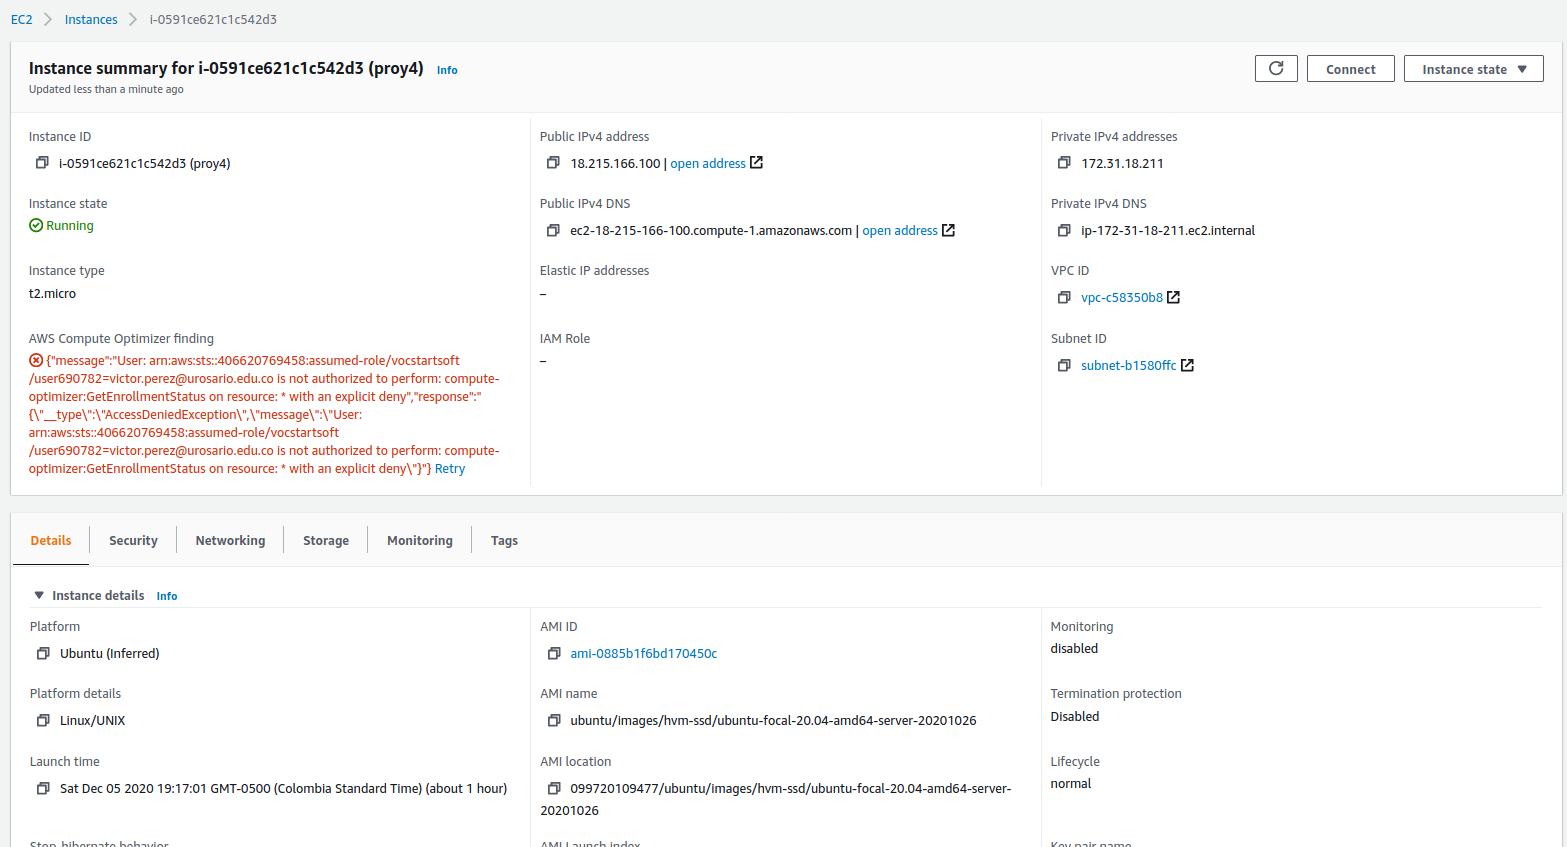 EC2 > Instances > i-0591ce621c1c542d3
Instance summary for i-0591ce621c1c542d3 (proy4) Info
Updated less than a minute ago
Connect
Instance state
Instance ID
i-0591ce621c1c542d3 (proy4)
Public IPv4 address
18.215.166.100 | open address
Private IPv4 addresses
172.31.18.211
Instance state
Running
Public IPv4 DNS
ec2-18-215-166-100.compute-1.amazonaws.com | open address
Private IPv4 DNS
ip-172-31-18-211.ec2.internal
Instance type
t2.micro
Elastic IP addresses
–
VPC ID
vpc-c58350b8
AWS Compute Optimizer finding
{"message":"User: arn:aws:sts::406620769458:assumed-role/vocstartsoft
/user690782=victor.perez@urosario.edu.co is not authorized to perform: compute-
optimizer:GetEnrollmentStatus on resource: * with an explicit deny","response":"
{\"__type\":\"AccessDeniedException\",\"message\":\"User:
arn:aws:sts::406620769458:assumed-role/vocstartsoft
/user690782=victor.perez@urosario.edu.co is not authorized to perform: compute-
optimizer:GetEnrollmentStatus on resource: * with an explicit deny\"}"} Retry
IAM Role
–
Subnet ID
subnet-b1580ffc
Details
Security
Networking
Storage
Monitoring
Tags
Instance details Info
Platform
Ubuntu (Inferred)
AMI ID
ami-0885b1f6bd170450c
Monitoring
disabled
Platform details
Linux/UNIX
AMI name
ubuntu/images/hvm-ssd/ubuntu-focal-20.04-amd64-server-20201026
Termination protection
Disabled
Launch time
Sat Dec 05 2020 19:17:01 GMT-0500 (Colombia Standard Time) (about 1 hour)
AMI location
099720109477/ubuntu/images/hvm-ssd/ubuntu-focal-20.04-amd64-server-
20201026
Lifecycle
normal
Stop-hibernate behavior
AMI Launch index
Key pair name